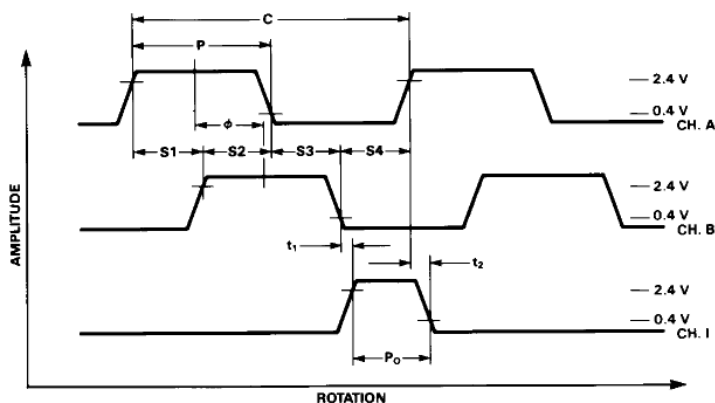 C
P
2.4 V
0.4 V
CH. A
ϕ
S1 S2 S3 S4
2.4 V
0.4 V
CH. B
t₁
t₂
2.4 V
0.4 V
CH. I
P₀
AMPLITUDE
ROTATION